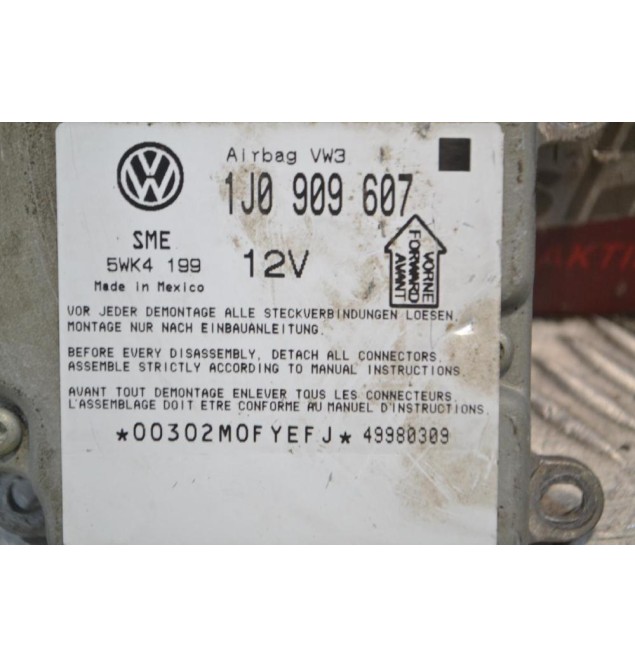 Airbag VW3
1J0 909 607
SME
5WK4 199
Made in Mexico
12V
VORNE
FORWARD
AVANT
VOR JEDER DEMONTAGE ALLE STECKVERBINDUNGEN LOESEN,
MONTAGE NUR NACH EINBAUANLEITUNG.
BEFORE EVERY DISASSEMBLY, DETACH ALL CONNECTORS.
ASSEMBLE STRICTLY ACCORDING TO MANUAL INSTRUCTIONS
AVANT TOUT DEMONTAGE ENLEVER TOUS LES CONNECTEURS.
L'ASSEMBLAGE DOIT ETRE CONFORME AU MANUEL D'INSTRUCTIONS.
*00302M0FYEFJ* 49980309